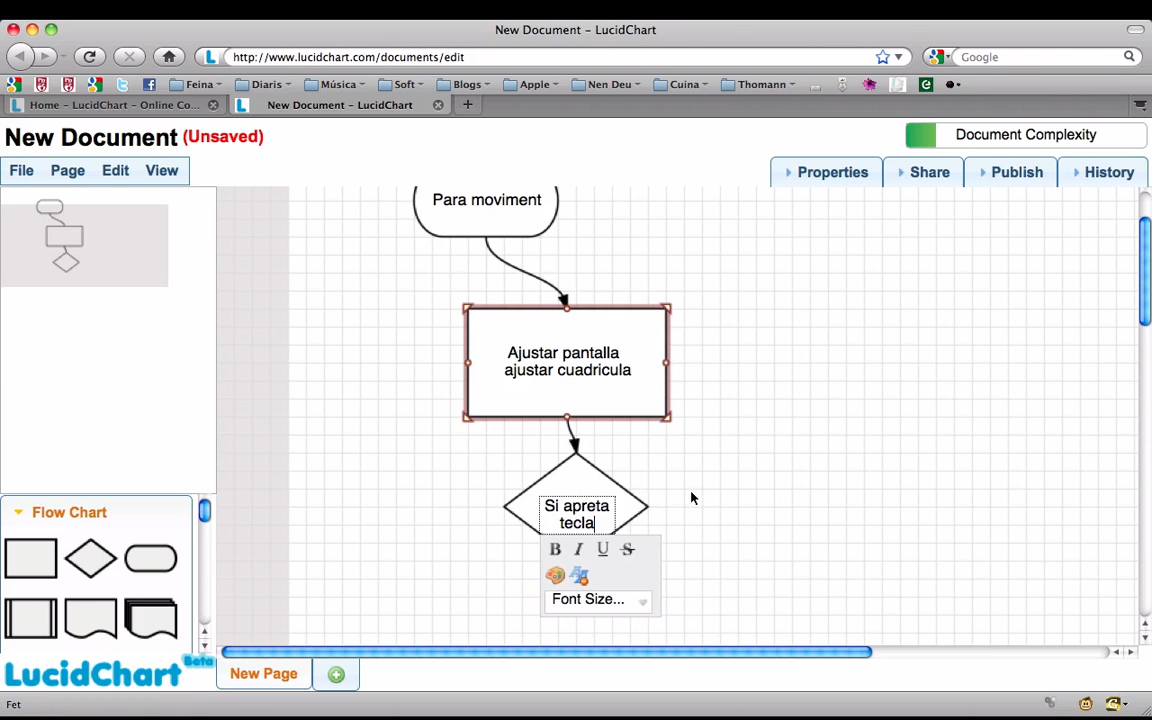 New Document – LucidChart
http://www.lucidchart.com/documents/edit
Google
Feina
Diaris
Música
Soft
Blogs
Apple
Nen Deu
Cuina
Thomann
Home – LucidChart – Online Co...
New Document – LucidChart
New Document (Unsaved)
Document Complexity
File Page Edit View
Properties Share Publish History
Para moviment
Ajustar pantalla
ajustar cuadricula
Si apreta
tecla
B I U S
Font Size...
Flow Chart
LucidChart Beta
New Page
Fet